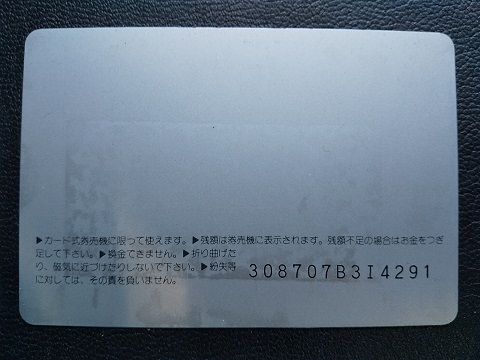 ▶カード式券売機に限って使えます。▶残額は券売機に表示されます。残額不足の場合はお金をつぎ
足して下さい。▶換金できません。▶折り曲げた
り、磁気に近づけたりしないで下さい。▶紛失等
に対しては、その責を負いません。
308707B3I4291